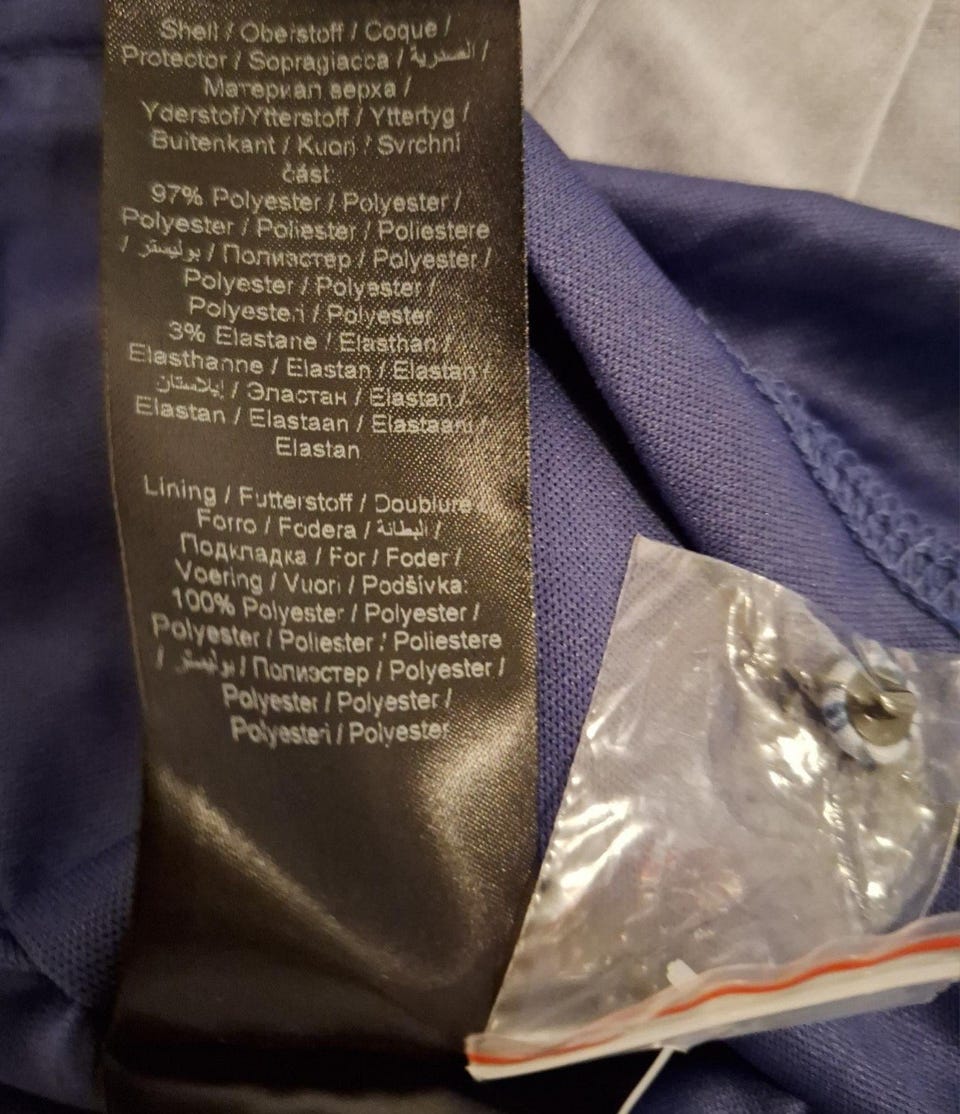 Shell / Oberstoff / Coque /
Protector / Sopragiacca / الصدرية /
Материал верха /
Yderstof/Ytterstoff / Yttertyg /
Buitenkant / Kuori / Svrchní
část:
97% Polyester / Polyester /
Polyester / Poliester / Poliestere
/ بوليستر / Полиэстер / Polyester /
Polyester / Polyester /
Polyesteri / Polyester
3% Elastane / Elasthan /
Elasthanne / Elastan / Elastan /
إيلاستان / Эластан / Elastan /
Elastan / Elastaan / Elastaani /
Elastan
Lining / Futterstoff / Doublure /
Forro / Fodera / البطانة /
Подкладка / For / Foder /
Voering / Vuori / Podšívka:
100% Polyester / Polyester /
Polyester / Poliester / Poliestere
/ بوليستر / Полиэстер / Polyester /
Polyester / Polyester /
Polyesteri / Polyester